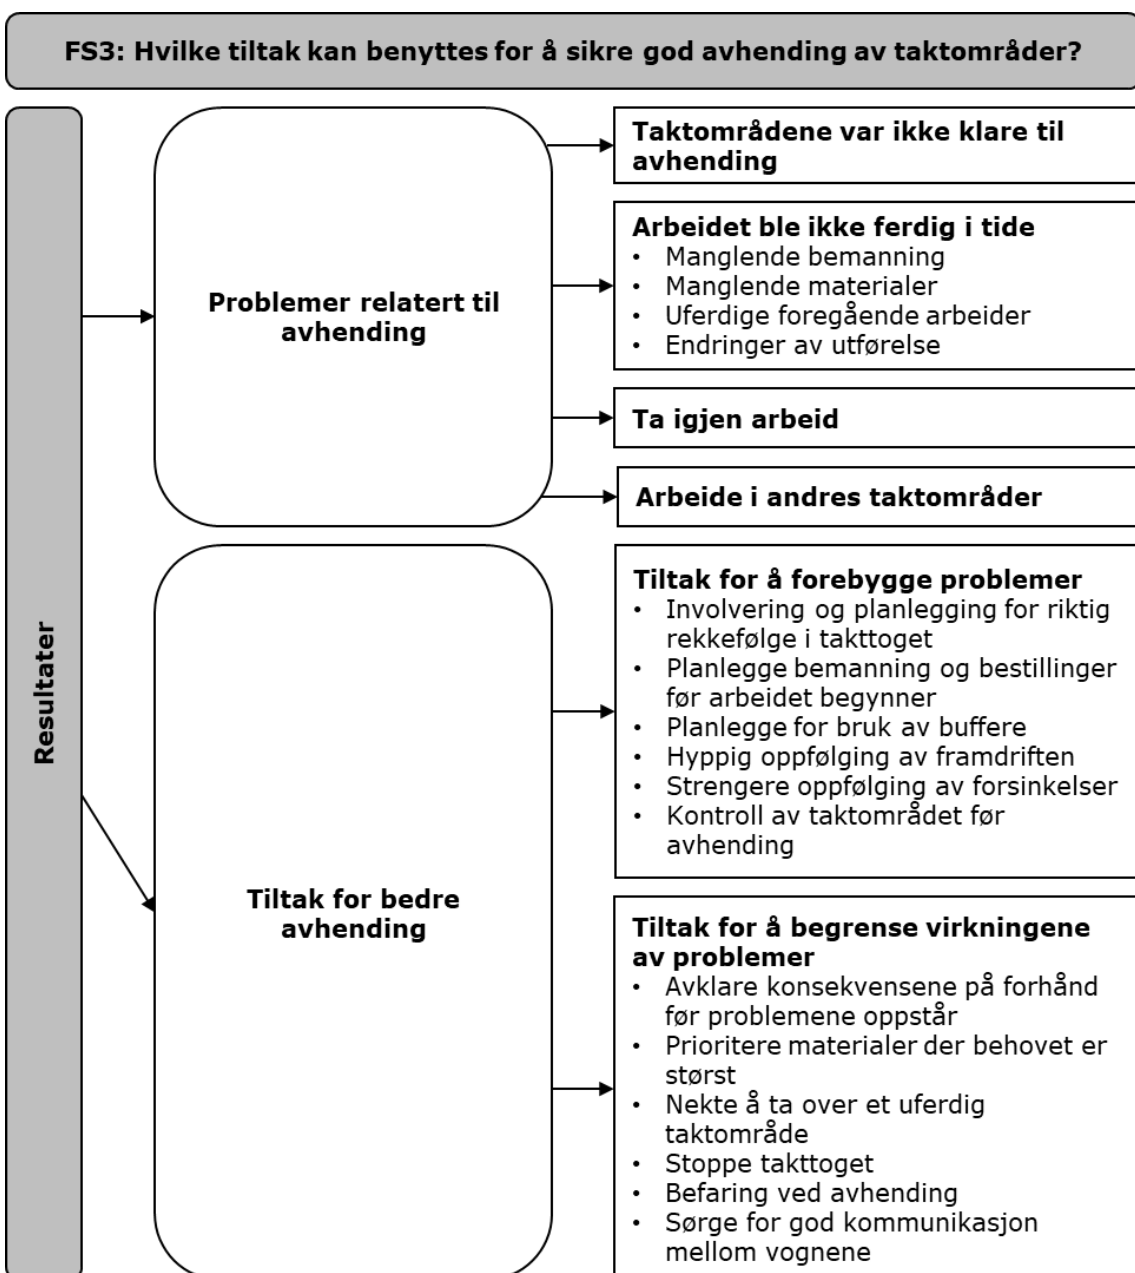 FS3: Hvilke tiltak kan benyttes for å sikre god avhending av taktområder?
Resultater
Problemer relatert til
avhending
Taktområdene var ikke klare til
avhending
Arbeidet ble ikke ferdig i tide
• Manglende bemanning
• Manglende materialer
• Uferdige foregående arbeider
• Endringer av utførelse
Ta igjen arbeid
Arbeide i andres taktområder
Tiltak for bedre
avhending
Tiltak for å forebygge problemer
• Involvering og planlegging for riktig
rekkefølge i takttoget
• Planlegge bemanning og bestillinger
før arbeidet begynner
• Planlegge for bruk av buffere
• Hyppig oppfølging av framdriften
• Strengere oppfølging av forsinkelser
• Kontroll av taktområdet før
avhending
Tiltak for å begrense virkningene
av problemer
• Avklare konsekvensene på forhånd
før problemene oppstår
• Prioritere materialer der behovet er
størst
• Nekte å ta over et uferdig
taktområde
• Stoppe takttoget
• Befaring ved avhending
• Sørge for god kommunikasjon
mellom vognene